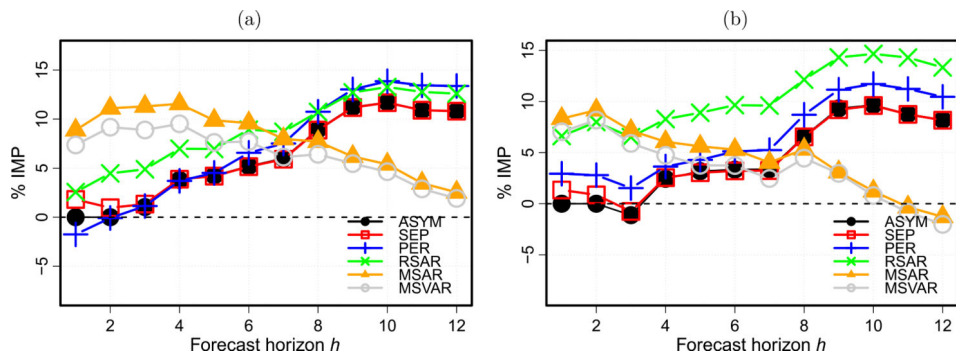 (a)
(b)
% IMP
15
10
5
0
−5
ASYM
SEP
PER
RSAR
MSAR
MSVAR
2
4
6
8
10
12
Forecast horizon h
% IMP
15
10
5
0
−5
ASYM
SEP
PER
RSAR
MSAR
MSVAR
2
4
6
8
10
12
Forecast horizon h